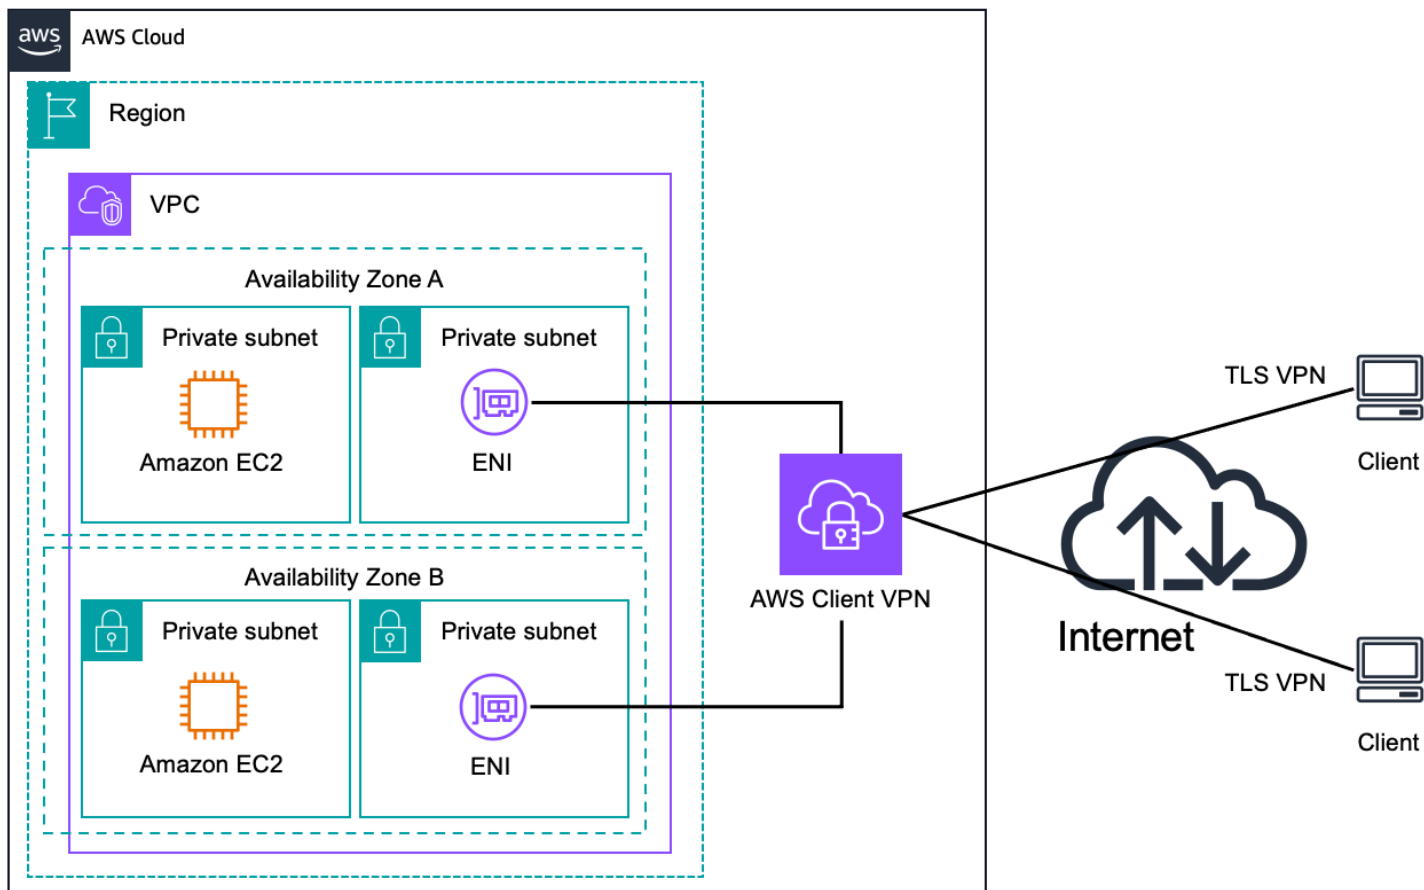 aws
AWS Cloud
Region
VPC
Availability Zone A
Private subnet
Private subnet
Amazon EC2
ENI
Availability Zone B
Private subnet
Private subnet
Amazon EC2
ENI
AWS Client VPN
TLS VPN
Client
Internet
TLS VPN
Client